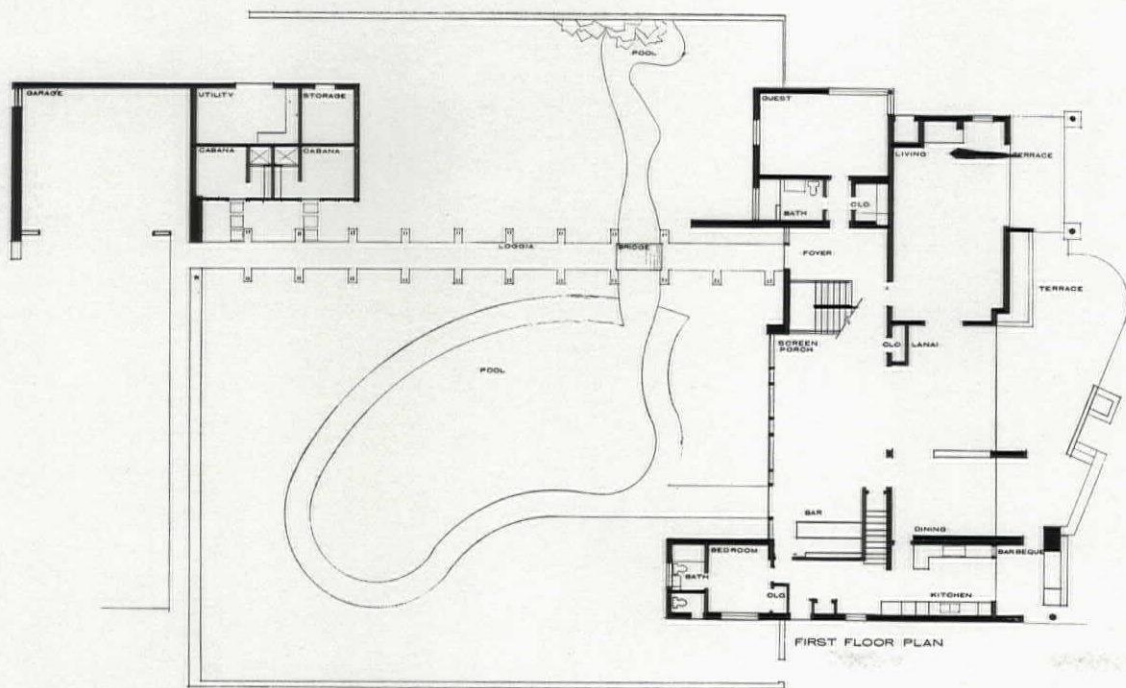 POOL
GARAGE
UTILITY
STORAGE
GUEST
CABANA
CABANA
LIVING
TERRACE
BATH
CLO.
LOGGIA
BRIDGE
FOYER
TERRACE
SCREEN
PORCH
CLO
LANAI
POOL
BAR
DINING
BEDROOM
BARBEQUE
BATH
CLO.
KITCHEN
FIRST FLOOR PLAN